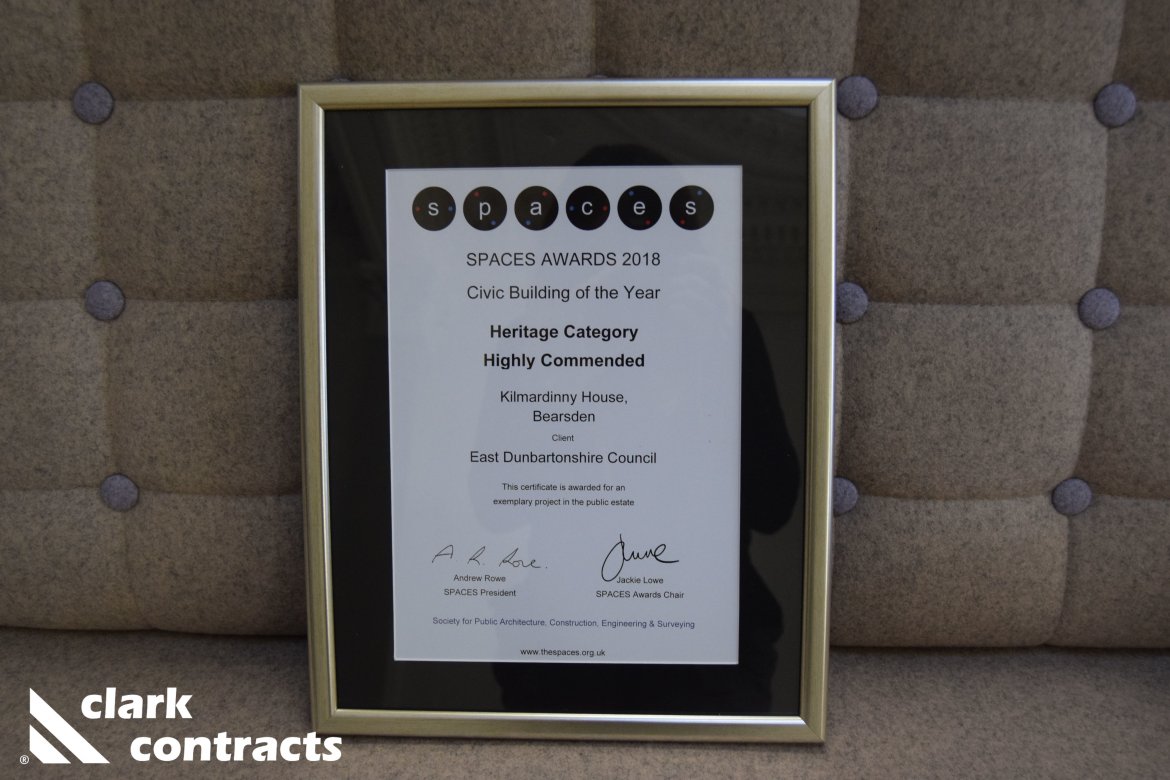 spaces
SPACES AWARDS 2018
Civic Building of the Year
Heritage Category
Highly Commended
Kilmardinny House,
Bearsden
Client
East Dunbartonshire Council
This certificate is awarded for an
exemplary project in the public estate
A. R. Rowe.
Andrew Rowe
SPACES President
Jackie Lowe
SPACES Awards Chair
Society for Public Architecture, Construction, Engineering & Surveying
www.thespaces.org.uk
clark
contracts
®